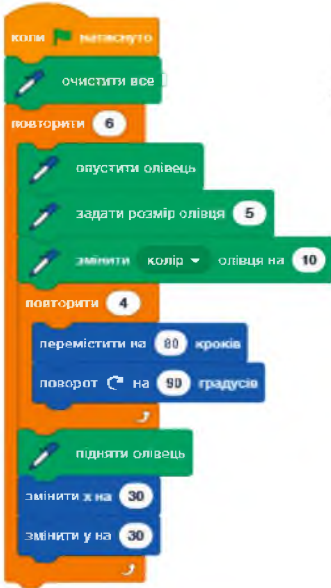 коли натиснуто
очистити все
повторити 6
опустити олівець
задати розмір олівця 5
змінити колір олівця на 10
повторити 4
перемістити на 80 кроків
поворот на 90 градусів
підняти олівець
змінити x на 30
змінити y на 30